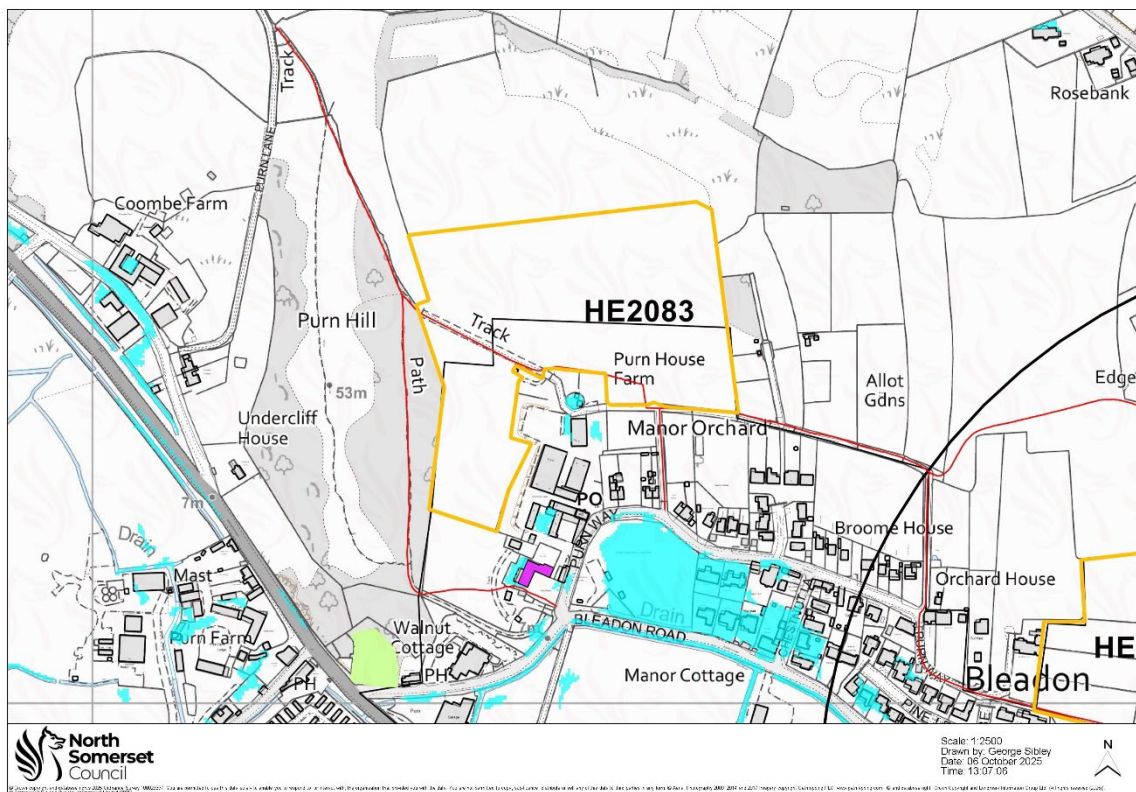 Rosebank
Track
PURN LANE
Coombe Farm
HE2083
Purn Hill
Track
Purn House
Farm
Path
53m
Allot
Gdns
Edge
Undercliff
House
Manor Orchard
7m
PO
PURN WAY
Broome House
Drain
Orchard House
Mast
Drain
Walnut
Cottage
BLEADON ROAD
HE
Purn Farm
PH
PH
Manor Cottage
Bleadon
North
Somerset
Council
Scale: 1:2500
Drawn by: George Sibley
Date: 06 October 2025
Time: 13:07:06
N